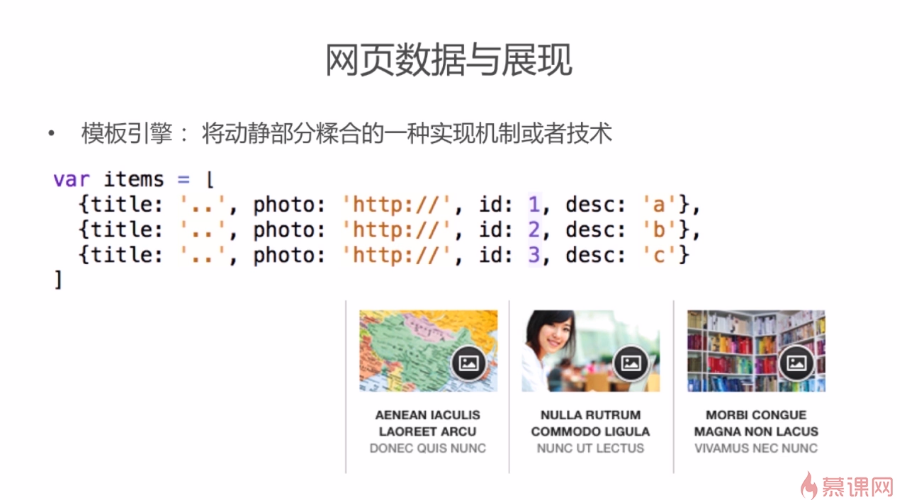 网页数据与展现
• 模板引擎： 将动静部分糅合的一种实现机制或者技术
var items = [
{title: '..', photo: 'http://', id: 1, desc: 'a'},
{title: '..', photo: 'http://', id: 2, desc: 'b'},
{title: '..', photo: 'http://', id: 3, desc: 'c'}
]
AENEAN IACULIS
LAOREET ARCU
DONEC QUIS NUNC
NULLA RUTRUM
COMMODO LIGULA
NUNC UT LECTUS
MORBI CONGUE
MAGNA NON LACUS
VIVAMUS NEC NUNC
慕课网